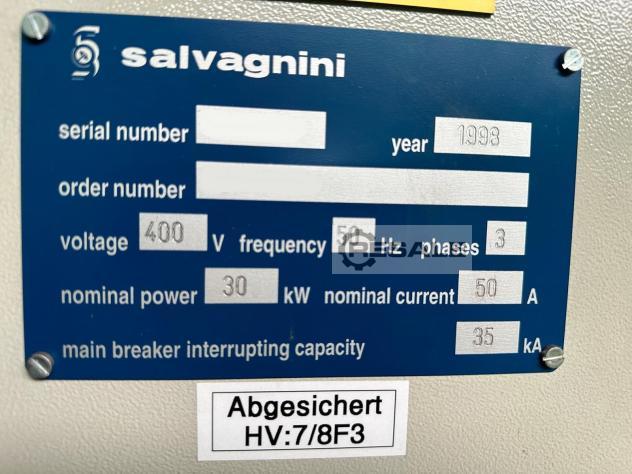 salvagnini
serial number
year 1998
order number
voltage 400 V frequency 50 Hz phases 3
nominal power 30 kW nominal current 50 A
main breaker interrupting capacity 35 kA
Abgesichert
HV:7/8F3